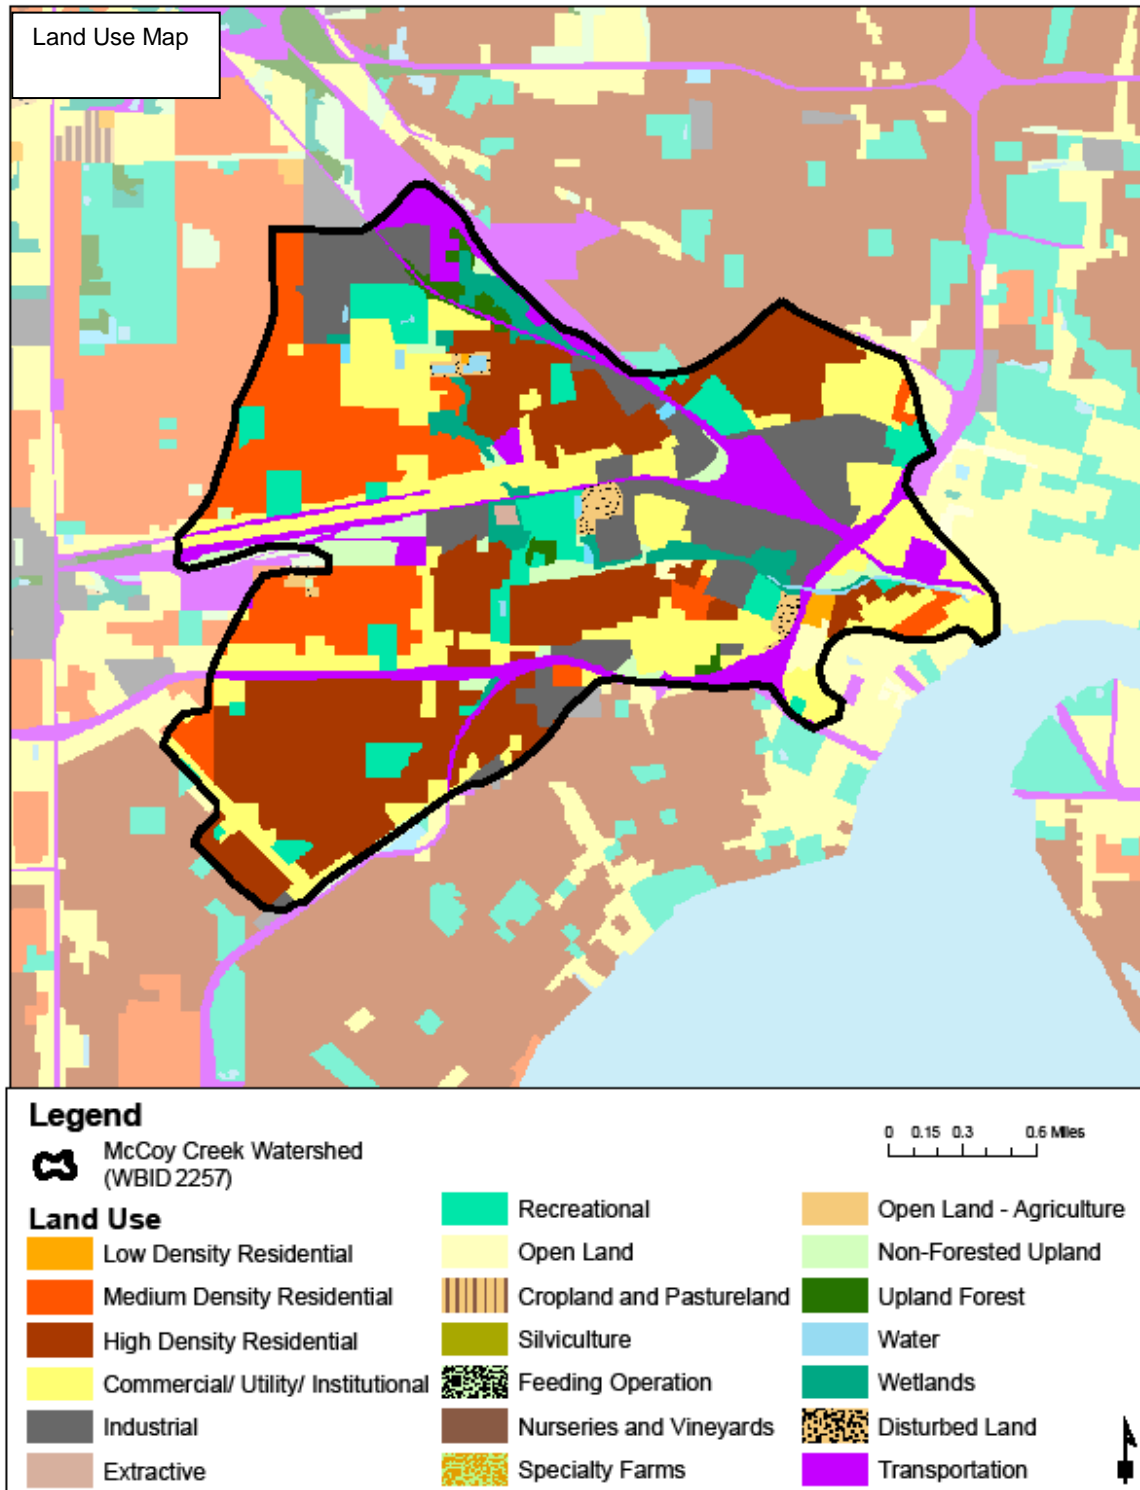 Land Use Map
Legend
McCoy Creek Watershed
(WBID 2257)
0 0.15 0.3 0.6 Miles
Land Use
Low Density Residential
Medium Density Residential
High Density Residential
Commercial/ Utility/ Institutional
Industrial
Extractive
Recreational
Open Land
Cropland and Pastureland
Silviculture
Feeding Operation
Nurseries and Vineyards
Specialty Farms
Open Land - Agriculture
Non-Forested Upland
Upland Forest
Water
Wetlands
Disturbed Land
Transportation